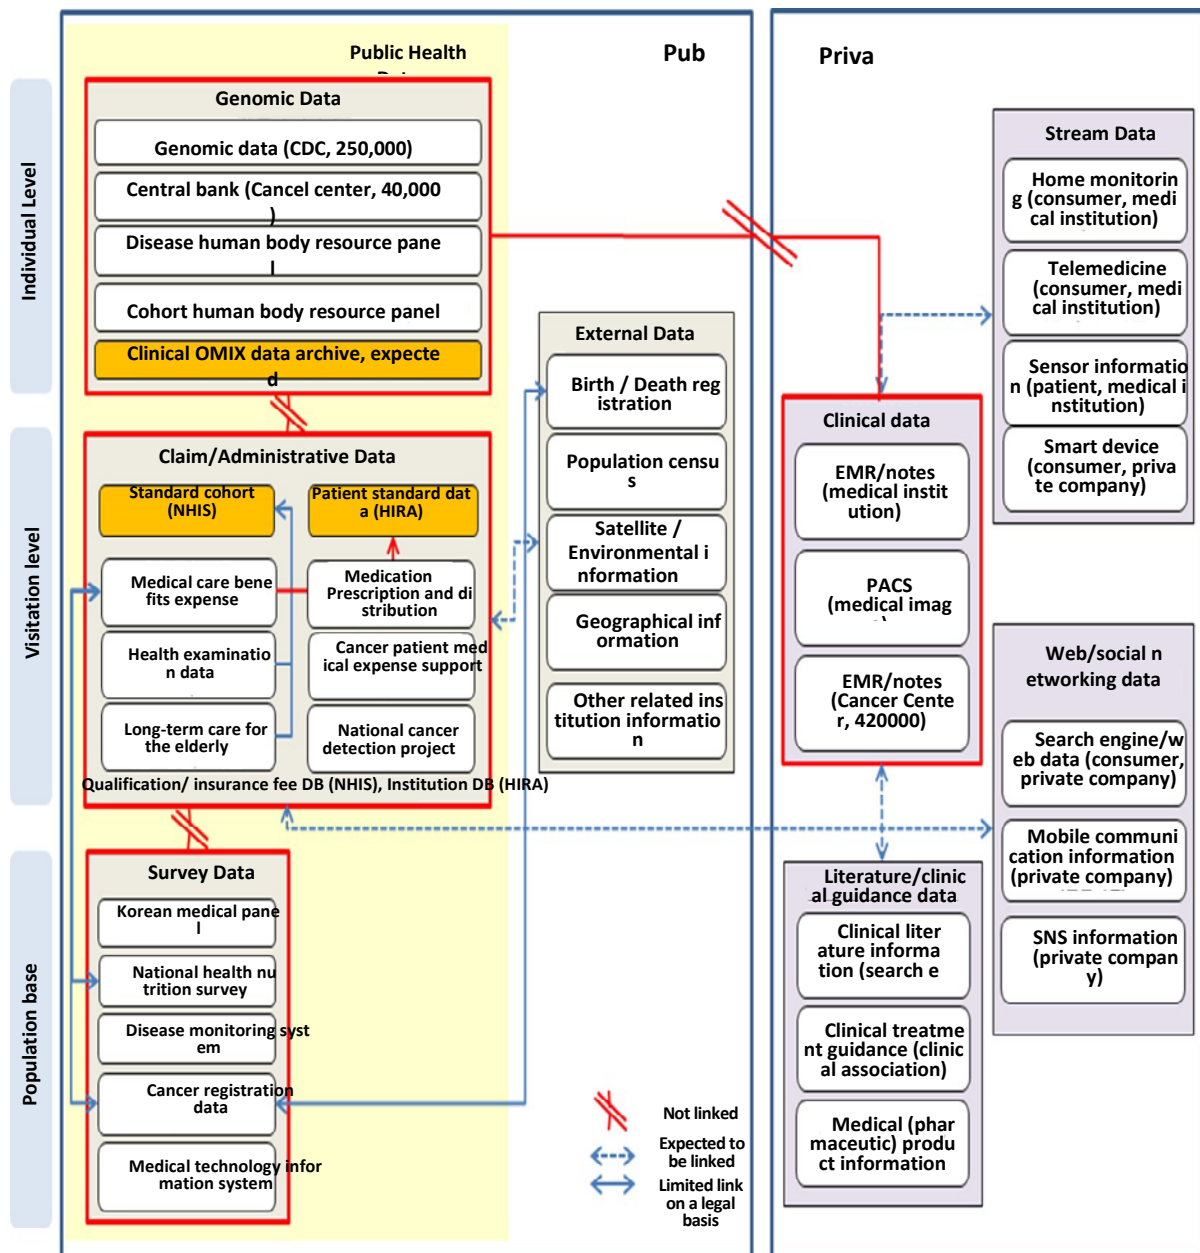 Public Health
Pub
Priva
Individual Level
Visitation level
Population base
Genomic Data
Genomic data (CDC, 250,000)
Central bank (Cancel center, 40,000
)
Disease human body resource pane
l
Cohort human body resource panel
Clinical OMIX data archive, expecte
d
Claim/Administrative Data
Standard cohort
(NHIS)
Patient standard dat
a (HIRA)
Medical care bene
fits expense
Medication
Prescription and di
stribution
Health examinatio
n data
Cancer patient med
ical expense support
Long-term care for
the elderly
National cancer
detection project
Qualification/ insurance fee DB (NHIS), Institution DB (HIRA)
Survey Data
Korean medical pane
l
National health nu
trition survey
Disease monitoring syst
em
Cancer registration
data
Medical technology infor
mation system
External Data
Birth / Death reg
istration
Population censu
s
Satellite /
Environmental i
nformation
Geographical inf
ormation
Other related ins
titution informatio
n
Not linked
Expected to
be linked
Limited link
on a legal
basis
Clinical data
EMR/notes
(medical instit
ution)
PACS
(medical imag
EMR/notes
(Cancer Cente
r, 420000)
Literature/clinic
al guidance data
Clinical liter
ature informa
tion (search e
Clinical treatme
nt guidance (clinic
al association)
Medical (phar
maceutic) produ
ct information
Stream Data
Home monitorin
g (consumer, medi
cal institution)
Telemedicine
(consumer, medi
cal institution)
Sensor informatio
n (patient, medical i
nstitution)
Smart device
(consumer, priva
te company)
Web/social n
etworking data
Search engine/w
eb data (consumer,
private company)
Mobile communi
cation information
(private company)
SNS information
(private compan
y)